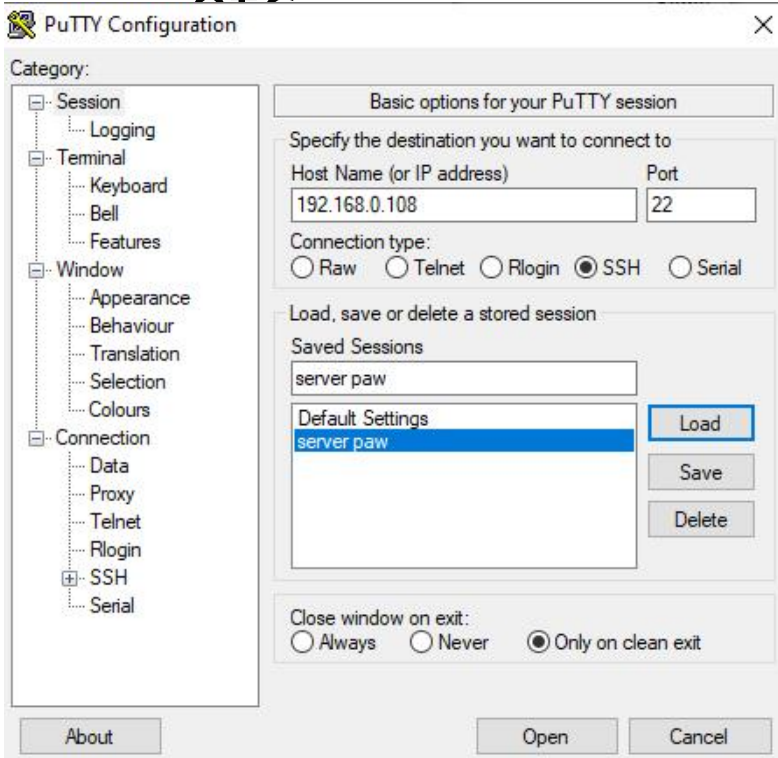 PuTTY Configuration
Category:
Session
Logging
Terminal
Keyboard
Bell
Features
Window
Appearance
Behaviour
Translation
Selection
Colours
Connection
Data
Proxy
Telnet
Rlogin
SSH
Serial
Basic options for your PuTTY session
Specify the destination you want to connect to
Host Name (or IP address) Port
192.168.0.108 22
Connection type:
Raw Telnet Rlogin SSH Serial
Load, save or delete a stored session
Saved Sessions
server paw
Default Settings
server paw
Load
Save
Delete
Close window on exit:
Always Never Only on clean exit
About Open Cancel